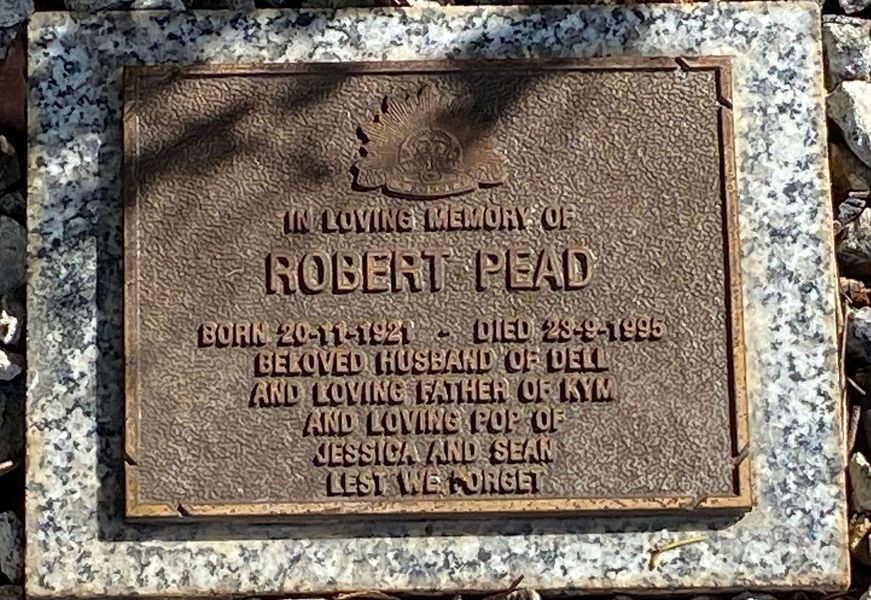 IN LOVING MEMORY OF
ROBERT PEAD
BORN 20-11-1921 - DIED 23-9-1995
BELOVED HUSBAND OF DELL
AND LOVING FATHER OF KYM
AND LOVING POP OF
JESSICA AND SEAN
LEST WE FORGET